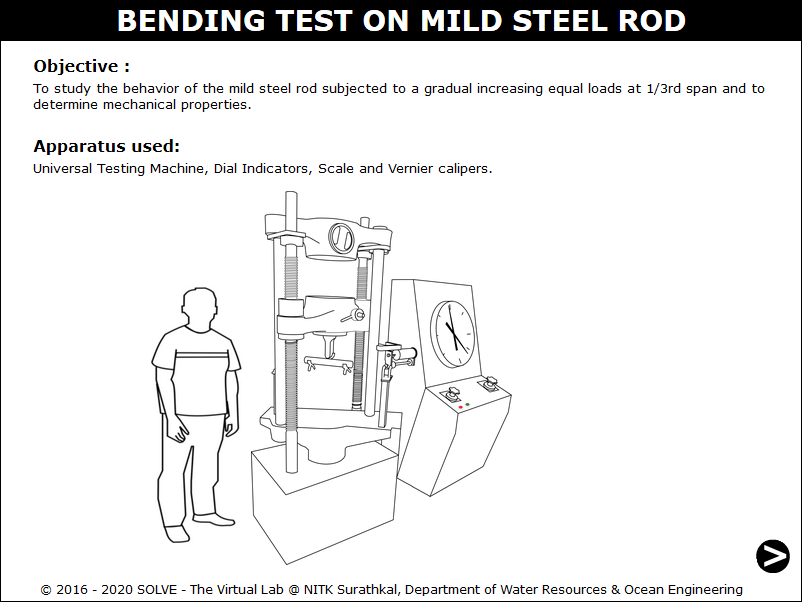 BENDING TEST ON MILD STEEL ROD
Objective :
To study the behavior of the mild steel rod subjected to a gradual increasing equal loads at 1/3rd span and to
determine mechanical properties.
Apparatus used:
Universal Testing Machine, Dial Indicators, Scale and Vernier calipers.
© 2016 - 2020 SOLVE - The Virtual Lab @ NITK Surathkal, Department of Water Resources & Ocean Engineering